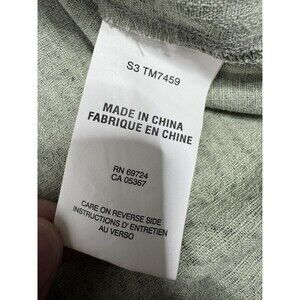 S3 TM7459
MADE IN CHINA
FABRIQUE EN CHINE
RN 69724
CA 05367
CARE ON REVERSE SIDE
INSTRUCTIONS D'ENTRETIEN
AU VERSO